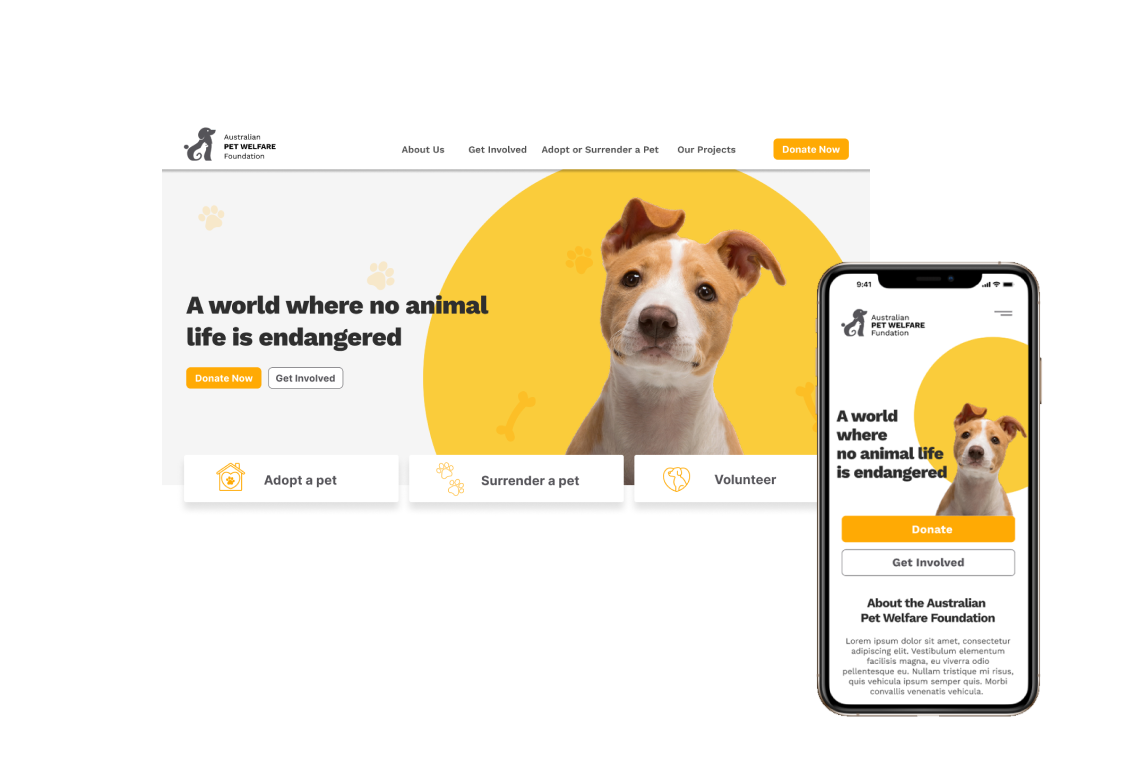 Australian
PET WELFARE
Foundation
About Us Get Involved Adopt or Surrender a Pet Our Projects Donate Now
A world where no animal
life is endangered
Donate Now Get Involved
Adopt a pet Surrender a pet Volunteer
9:41
Australian
PET WELFARE
Fundation
A world
where
no animal life
is endangered
Donate
Get Involved
About the Australian
Pet Welfare Foundation
Lorem ipsum dolor sit amet, consectetur
adipiscing elit. Vestibulum elementum
facilisis magna, eu viverra odio
pellentesque eu. Nullam tristique mi risus,
quis vehicula ipsum semper quis. Morbi
convallis venenatis vehicula.